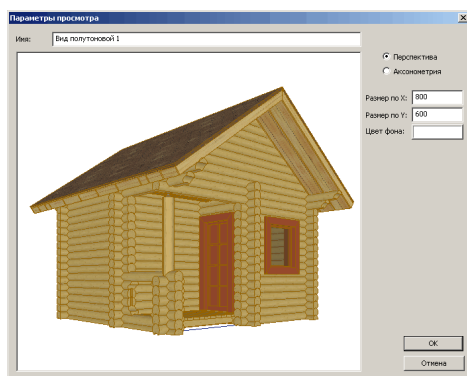 Параметры просмотра
Имя: Вид полутоновой 1
Перспектива
Аксонометрия
Размер по X: 800
Размер по Y: 600
Цвет фона:
OK
Отмена